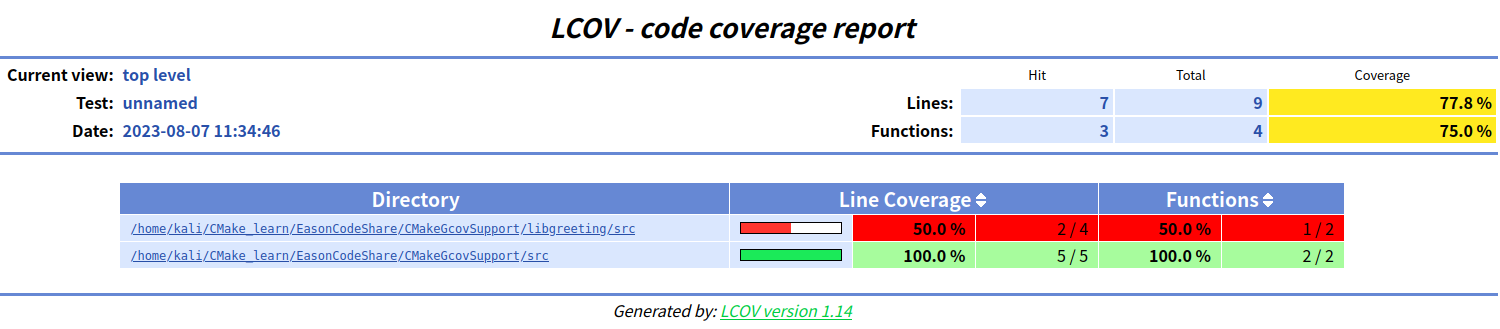 LCOV - code coverage report
Current view: top level Hit Total Coverage
Test: unnamed Lines: 7 9 77.8 %
Date: 2023-08-07 11:34:46 Functions: 3 4 75.0 %
Directory Line Coverage Functions
/home/kali/CMake_learn/EasonCodeShare/CMakeGcovSupport/libgreeting/src 50.0 % 2 / 4 50.0 % 1 / 2
/home/kali/CMake_learn/EasonCodeShare/CMakeGcovSupport/src 100.0 % 5 / 5 100.0 % 2 / 2
Generated by: LCOV version 1.14